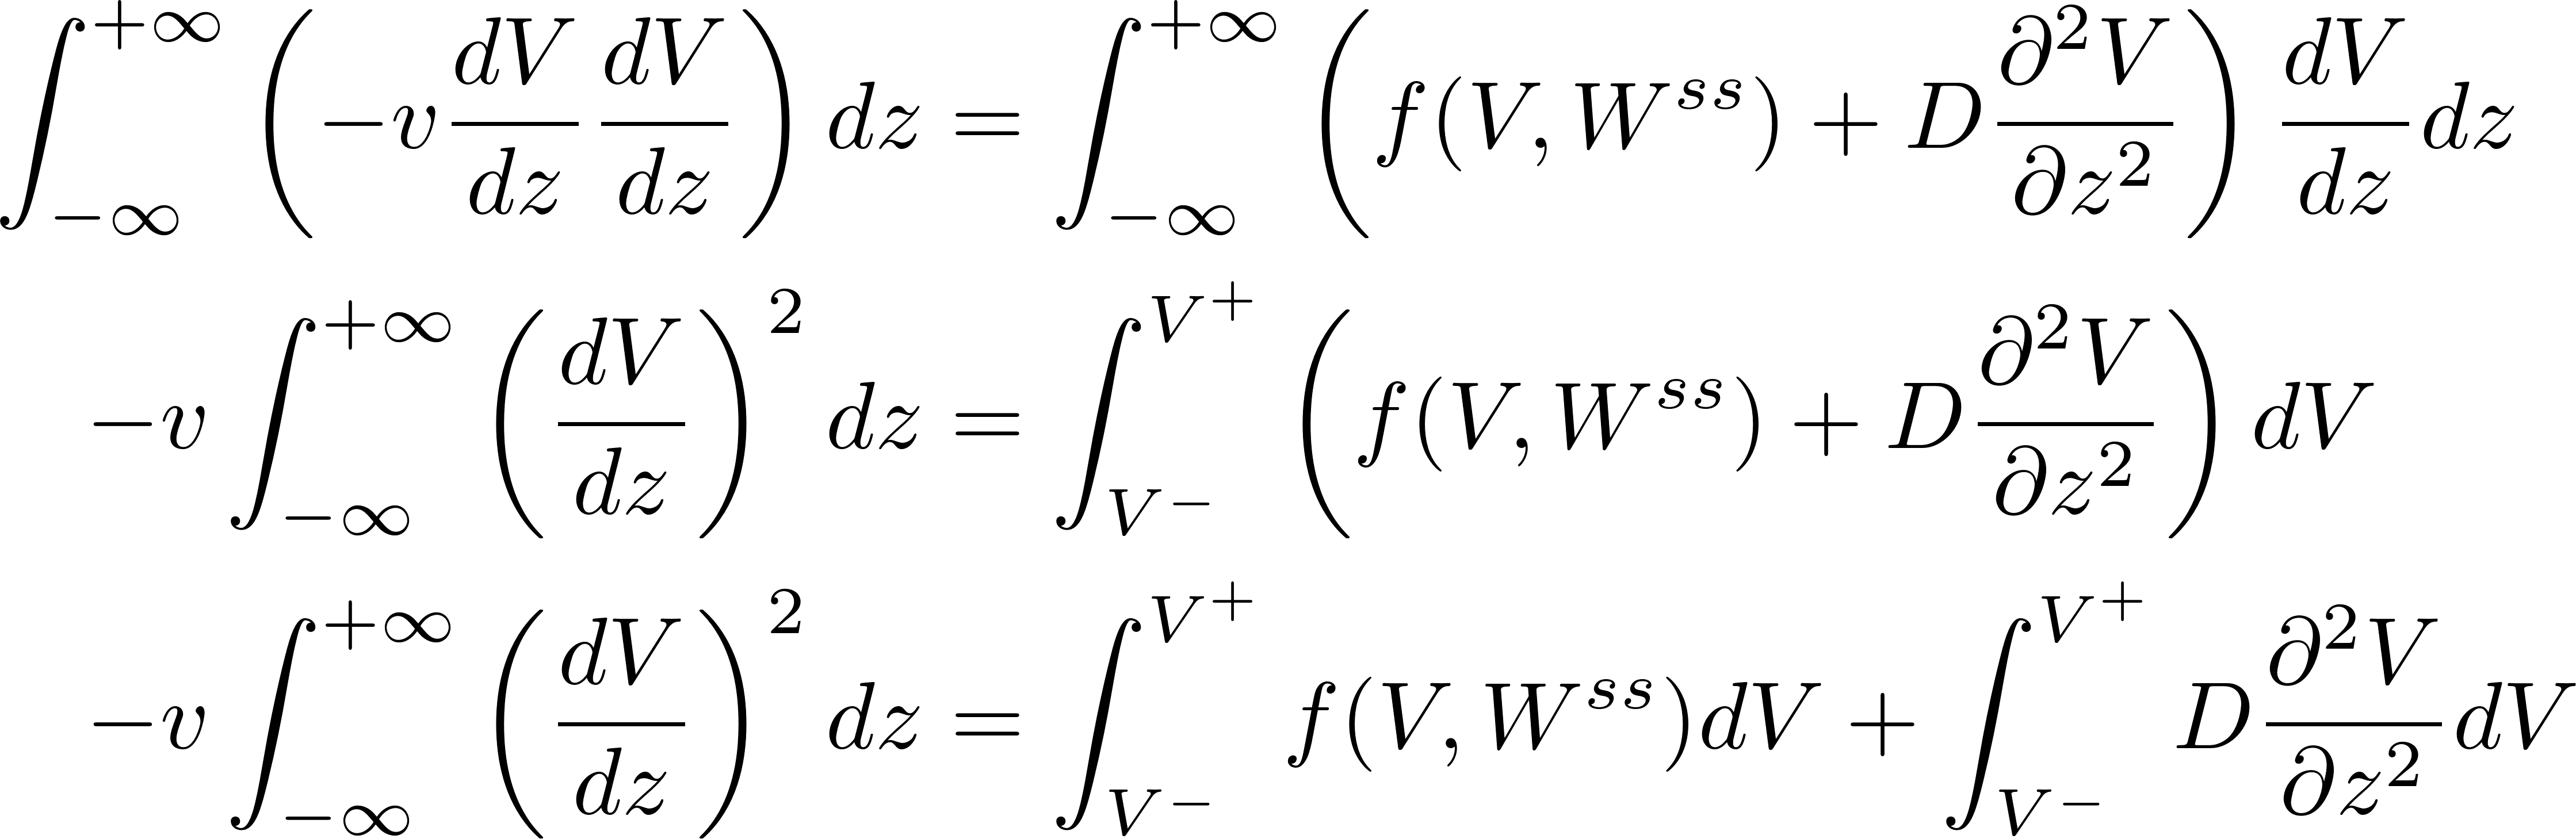 \int_{-\infty}^{+\infty} \left( -v \frac{dV}{dz} \frac{dV}{dz} \right) dz = \int_{-\infty}^{+\infty} \left( f(V, W^{ss}) + D \frac{\partial^2 V}{\partial z^2} \right) \frac{dV}{dz} dz
-v \int_{-\infty}^{+\infty} \left( \frac{dV}{dz} \right)^2 dz = \int_{V^-}^{V^+} \left( f(V, W^{ss}) + D \frac{\partial^2 V}{\partial z^2} \right) dV
-v \int_{-\infty}^{+\infty} \left( \frac{dV}{dz} \right)^2 dz = \int_{V^-}^{V^+} f(V, W^{ss}) dV + \int_{V^-}^{V^+} D \frac{\partial^2 V}{\partial z^2} dV